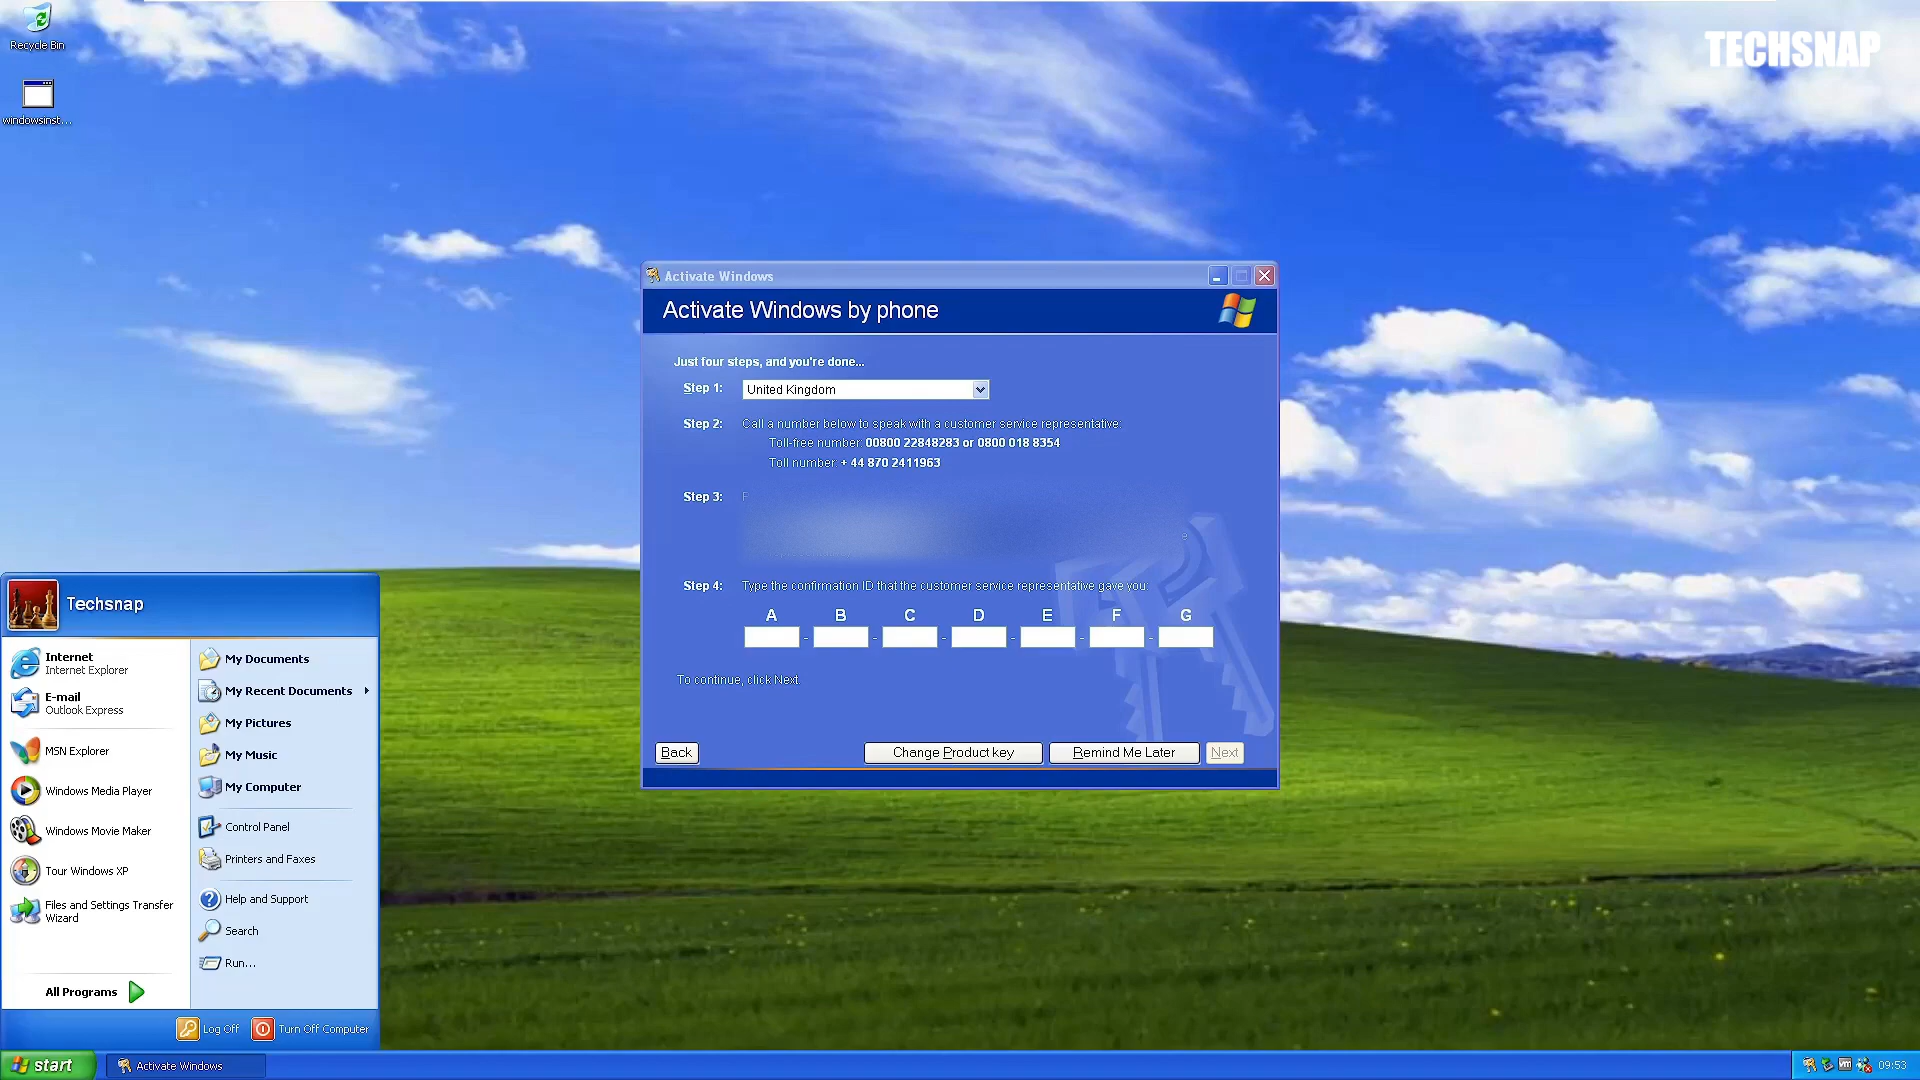 Recycle Bin
windowsinst...
TECHSNAP
Activate Windows
Activate Windows by phone
Just four steps, and you're done...
Step 1: United Kingdom
Step 2: Call a number below to speak with a customer service representative:
Toll-free number: 00800 22848283 or 0800 018 8354
Toll number: + 44 870 2411963
Step 3:
Step 4: Type the confirmation ID that the customer service representative gave you:
A B C D E F G
- - - - - -
To continue, click Next.
Back Change Product key Remind Me Later Next
Techsnap
Internet
Internet Explorer
E-mail
Outlook Express
MSN Explorer
Windows Media Player
Windows Movie Maker
Tour Windows XP
Files and Settings Transfer
Wizard
All Programs
My Documents
My Recent Documents
My Pictures
My Music
My Computer
Control Panel
Printers and Faxes
Help and Support
Search
Run...
Log Off Turn Off Computer
start Activate Windows 09:53